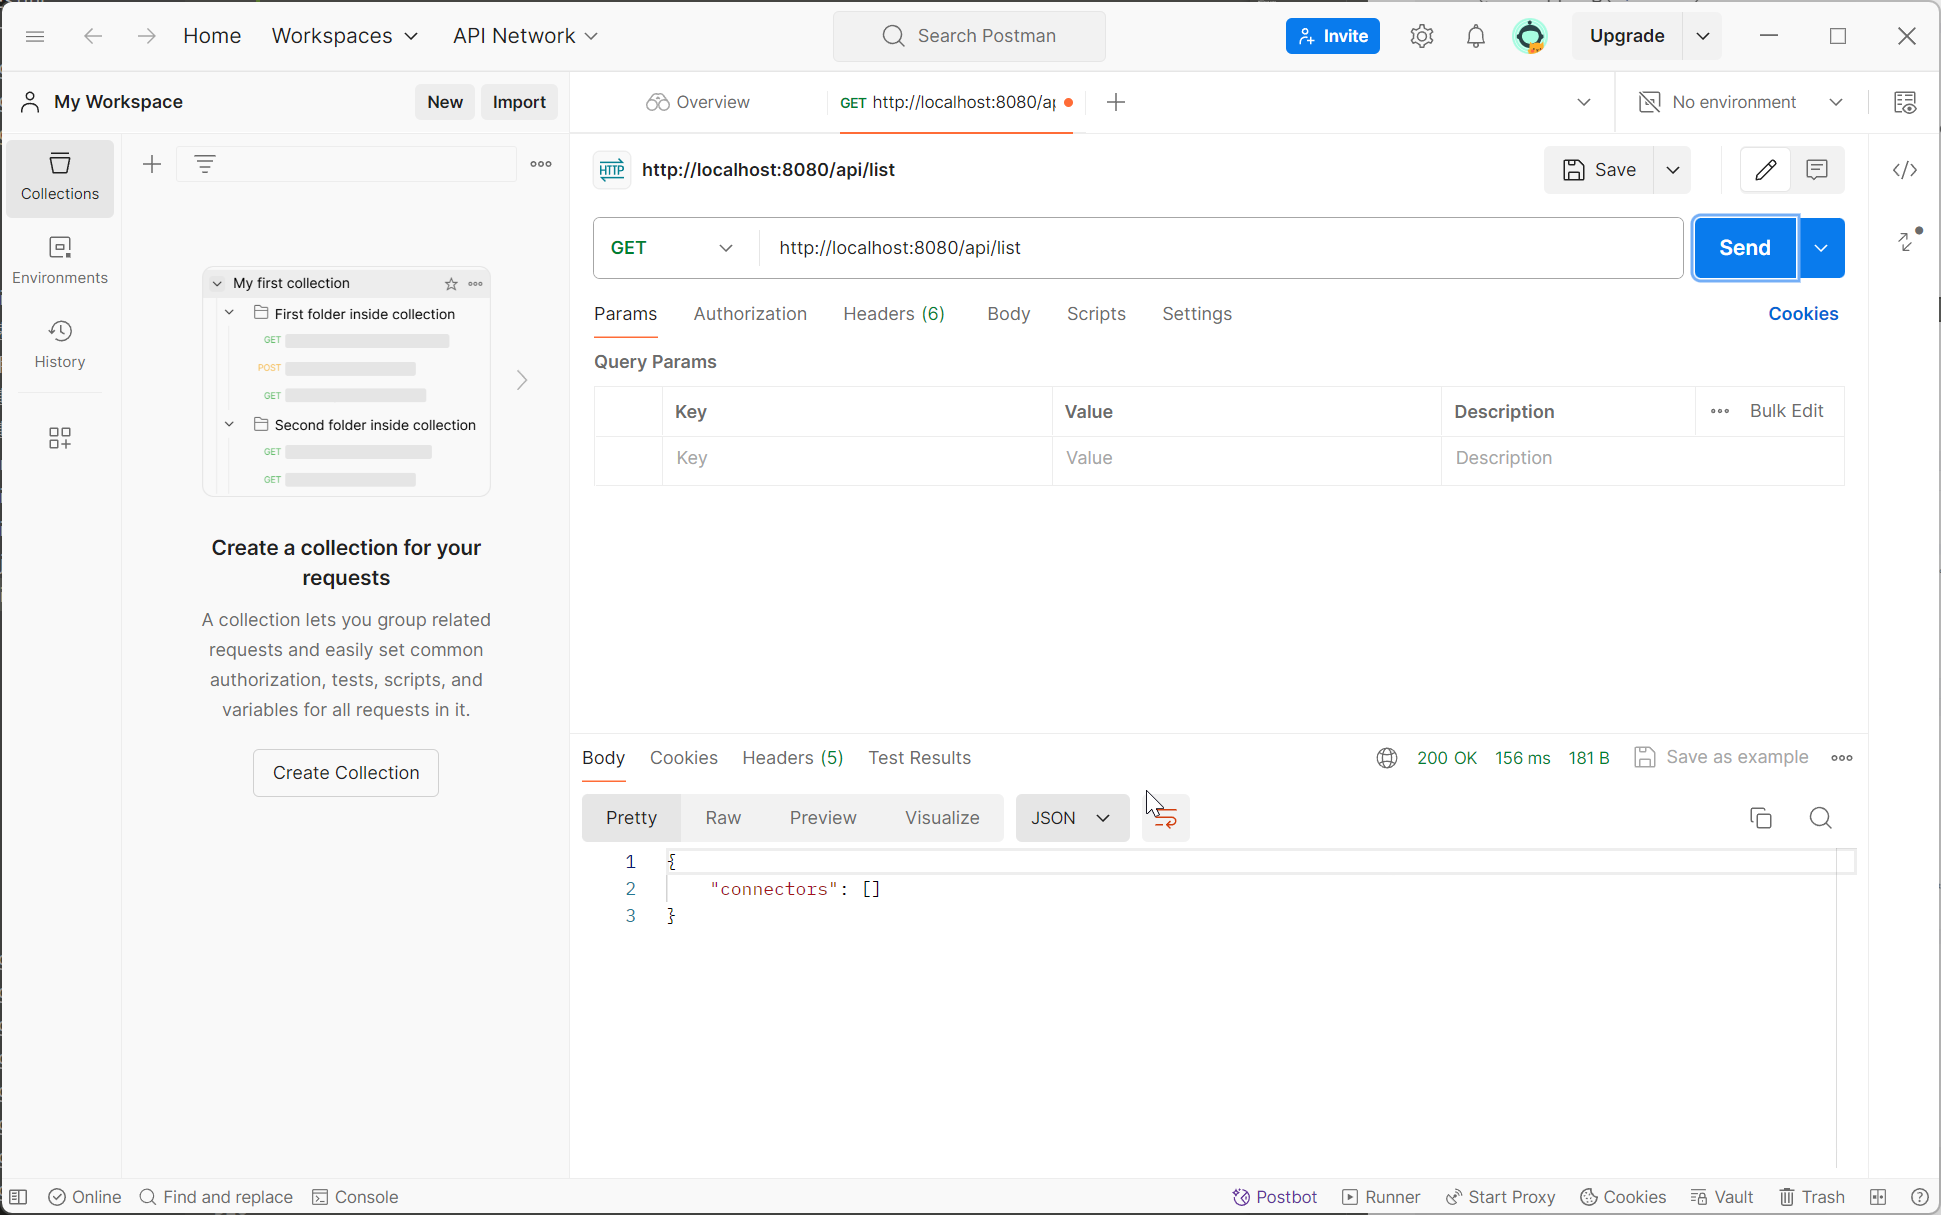 Home
Workspaces
API Network
Search Postman
Invite
Upgrade
My Workspace
New
Import
Overview
GET http://localhost:8080/ap
No environment
Collections
Environments
History
http://localhost:8080/api/list
Save
GET
http://localhost:8080/api/list
Send
Params
Authorization
Headers (6)
Body
Scripts
Settings
Cookies
Query Params
Key
Value
Description
Bulk Edit
Key
Value
Description
My first collection
First folder inside collection
GET
POST
GET
Second folder inside collection
GET
GET
Create a collection for your
requests
A collection lets you group related
requests and easily set common
authorization, tests, scripts, and
variables for all requests in it.
Create Collection
Body
Cookies
Headers (5)
Test Results
200 OK
156 ms
181 B
Save as example
Pretty
Raw
Preview
Visualize
JSON
1 {
2 "connectors": []
3 }
Online
Find and replace
Console
Postbot
Runner
Start Proxy
Cookies
Vault
Trash